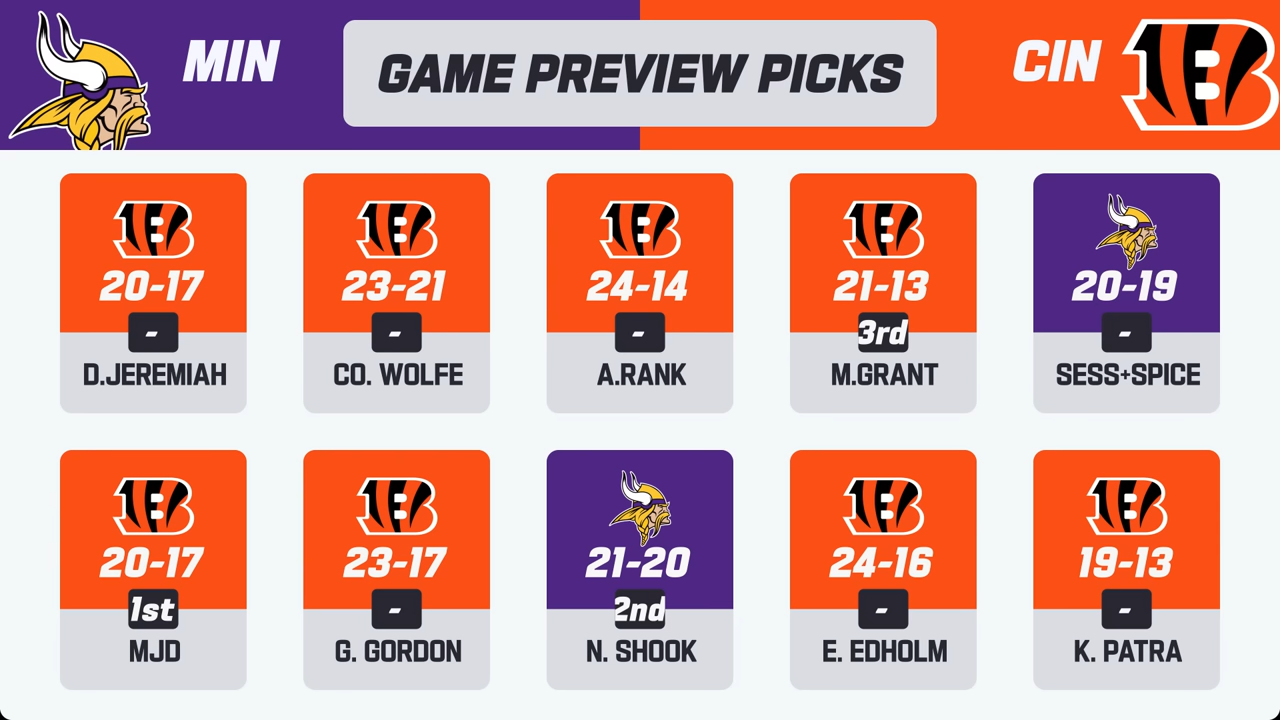 MIN
GAME PREVIEW PICKS
CIN
20-17
-
D.JEREMIAH
23-21
-
CO. WOLFE
24-14
-
A.RANK
21-13
3rd
M.GRANT
20-19
-
SESS+SPICE
20-17
1st
MJD
23-17
-
G. GORDON
21-20
2nd
N. SHOOK
24-16
-
E. EDHOLM
19-13
-
K. PATRA